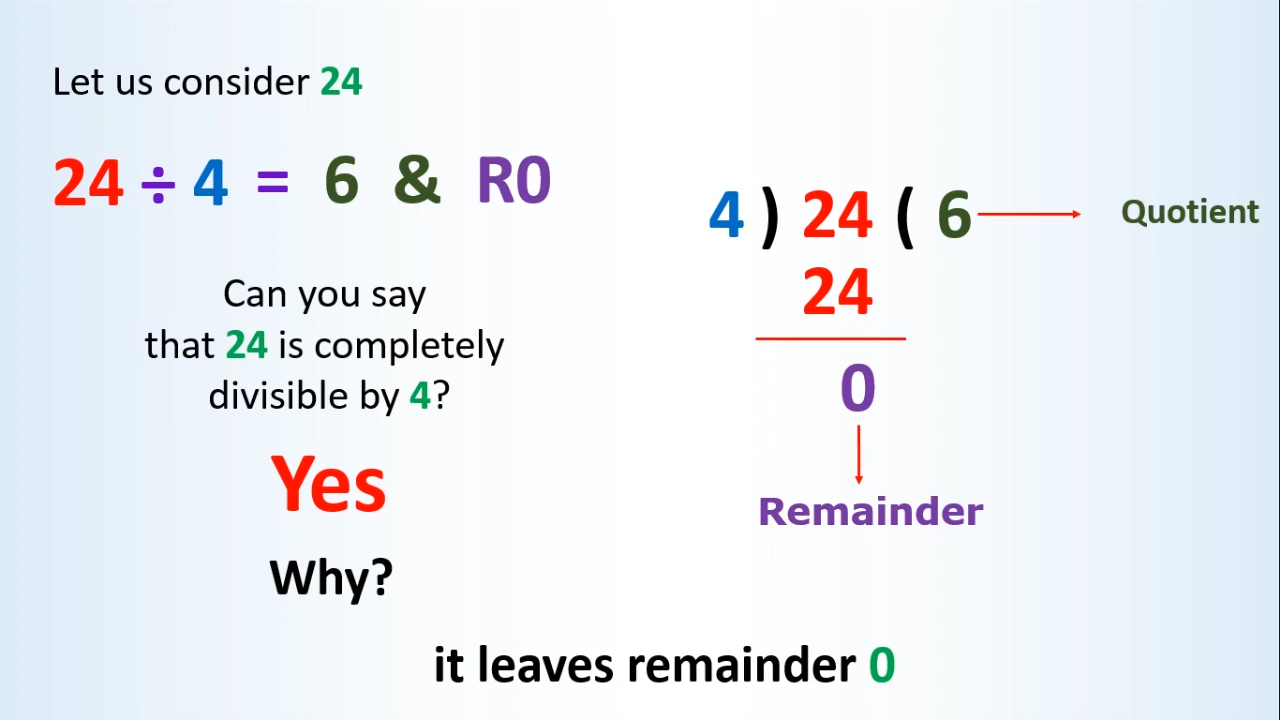 Let us consider 24
24 ÷ 4 = 6 & R0
Can you say
that 24 is completely
divisible by 4?
Yes
Why?
4 ) 24 ( 6
Quotient
24
0
Remainder
it leaves remainder 0